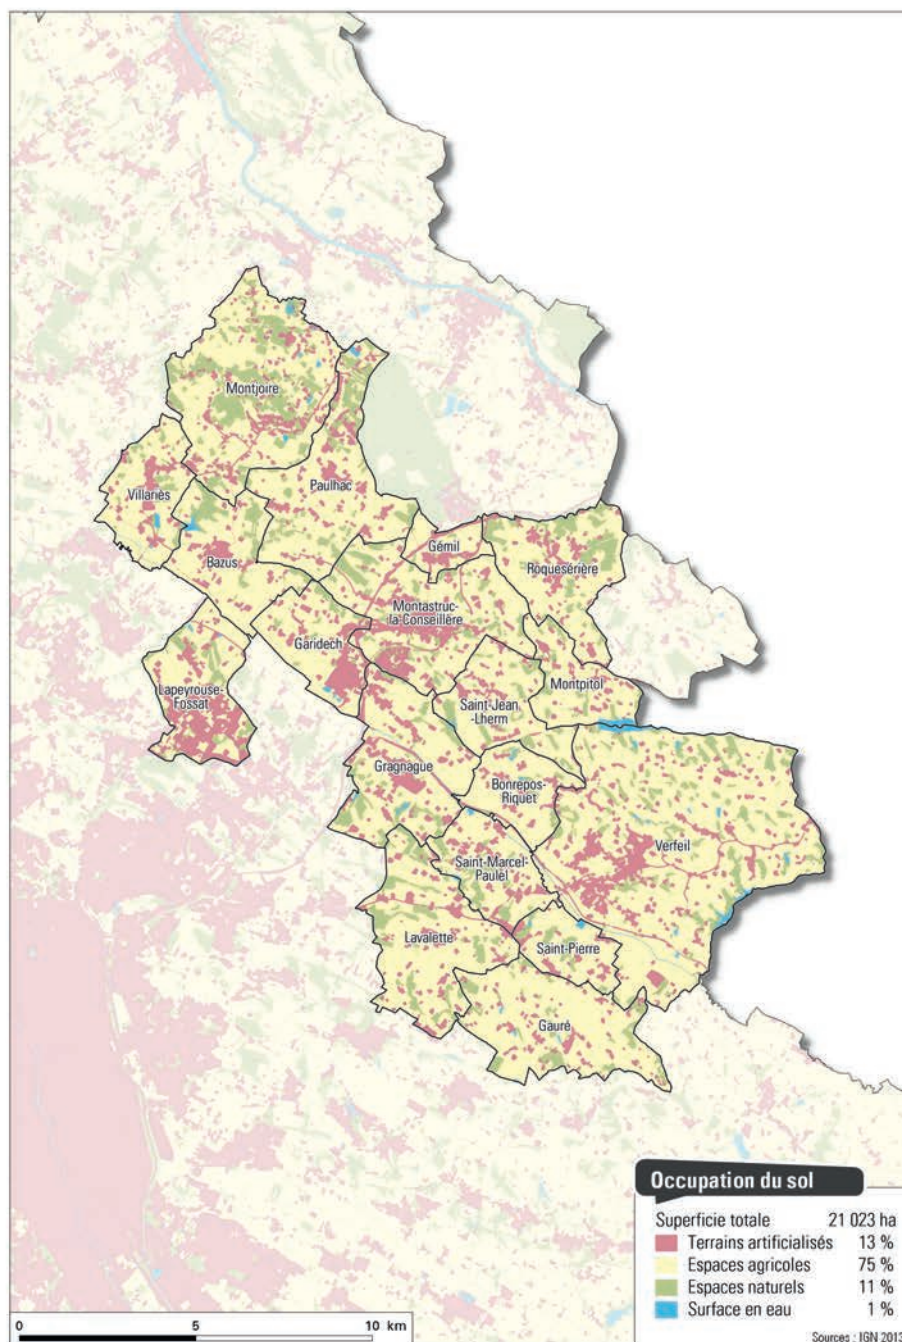 Montjoire
Villariès
Paulhac
Bazus
Gémil
Roquesérière
Montastruc-
la-Conseillère
Garidech
Lapeyrouse-
Fossat
Montpitol
Saint-Jean
-Lherm
Gragnague
Bonrepos-
Riquet
Verfeil
Saint-Marcel-
Paulel
Lavalette
Saint-Pierre
Gauré
Occupation du sol
Superficie totale 21 023 ha
Terrains artificialisés 13 %
Espaces agricoles 75 %
Espaces naturels 11 %
Surface en eau 1 %
0 5 10 km
Sources : IGN 2013